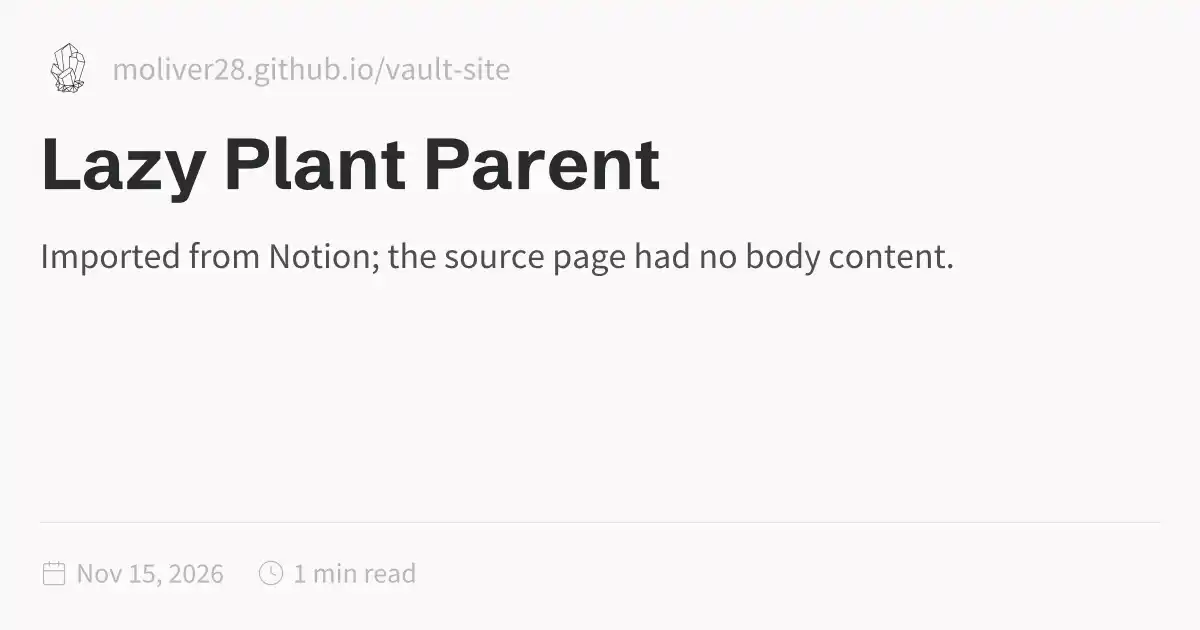 moliver28.github.io/vault-site
Lazy Plant Parent
Imported from Notion; the source page had no body content.
Nov 15, 2026 1 min read